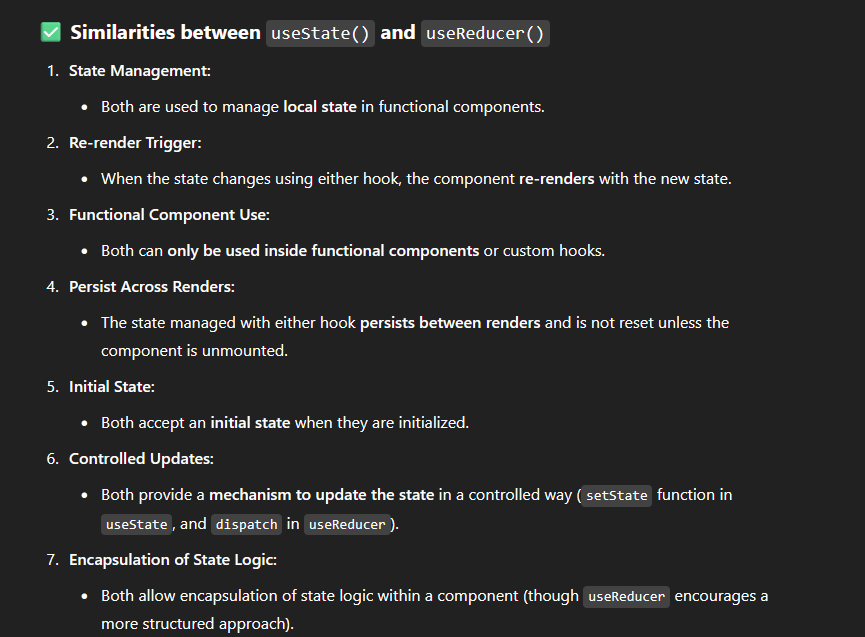 ✅ Similarities between useState() and useReducer()
1. State Management:
• Both are used to manage local state in functional components.
2. Re-render Trigger:
• When the state changes using either hook, the component re-renders with the new state.
3. Functional Component Use:
• Both can only be used inside functional components or custom hooks.
4. Persist Across Renders:
• The state managed with either hook persists between renders and is not reset unless the
component is unmounted.
5. Initial State:
• Both accept an initial state when they are initialized.
6. Controlled Updates:
• Both provide a mechanism to update the state in a controlled way (setState function in
useState, and dispatch in useReducer).
7. Encapsulation of State Logic:
• Both allow encapsulation of state logic within a component (though useReducer encourages a
more structured approach).